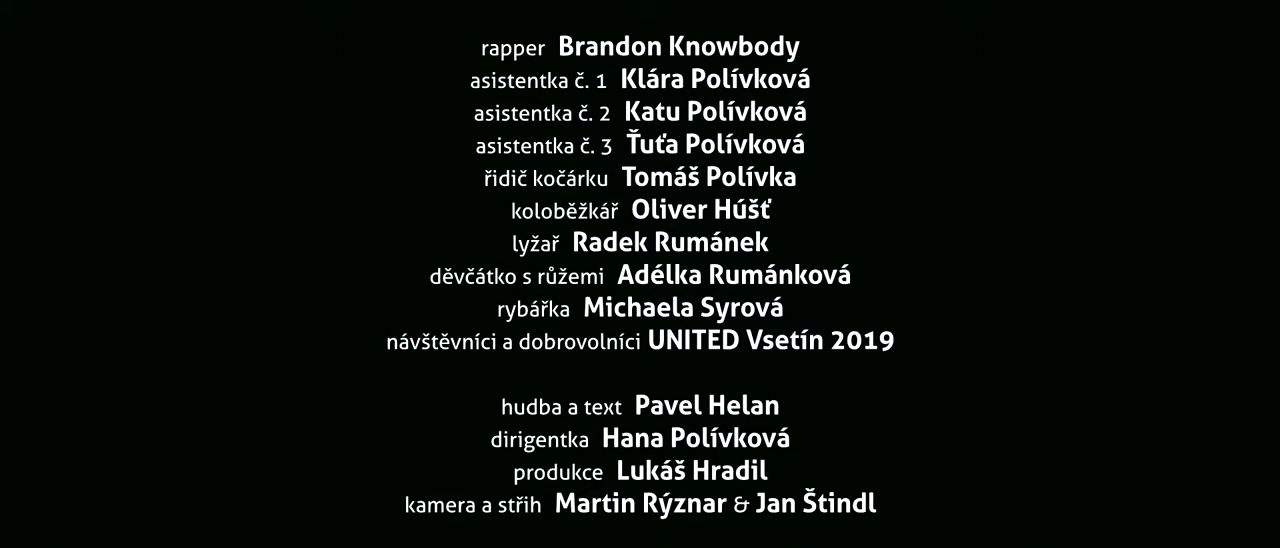 rapper Brandon Knowbody
asistentka č. 1 Klára Polívková
asistentka č. 2 Katu Polívková
asistentka č. 3 Ťuťa Polívková
řidič kočárku Tomáš Polívka
koloběžkář Oliver Húšť
lyžař Radek Rumánek
děvčátko s růžemi Adélka Rumánková
rybářka Michaela Syrová
návštěvníci a dobrovolníci UNITED Vsetín 2019
hudba a text Pavel Helan
dirigentka Hana Polívková
produkce Lukáš Hradil
kamera a střih Martin Rýznar & Jan Štindl